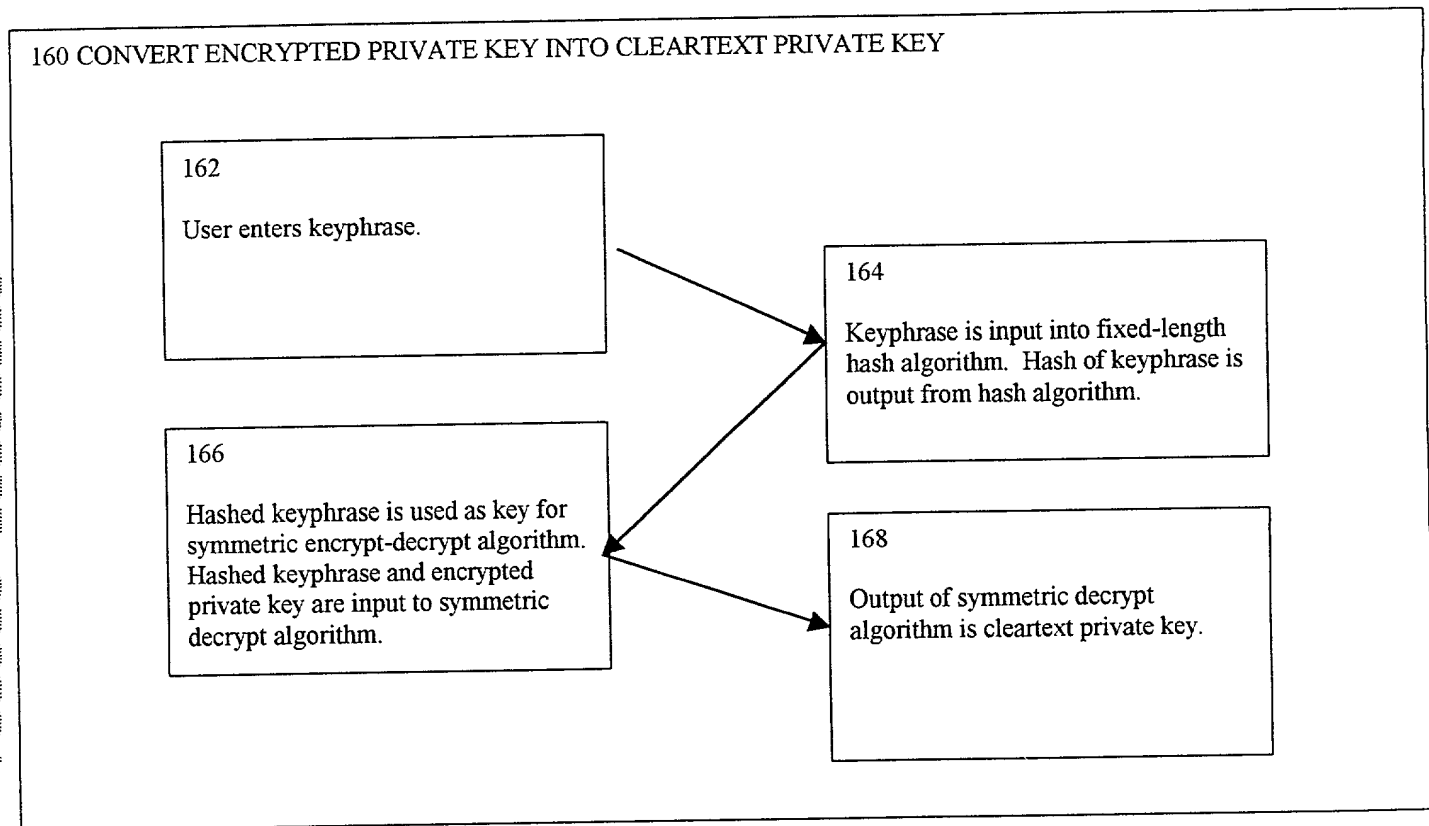 160 CONVERT ENCRYPTED PRIVATE KEY INTO CLEARTEXT PRIVATE KEY
162
User enters keyphrase.
164
Keyphrase is input into fixed-length
hash algorithm. Hash of keyphrase is
output from hash algorithm.
166
Hashed keyphrase is used as key for
symmetric encrypt-decrypt algorithm.
Hashed keyphrase and encrypted
private key are input to symmetric
decrypt algorithm.
168
Output of symmetric decrypt
algorithm is cleartext private key.